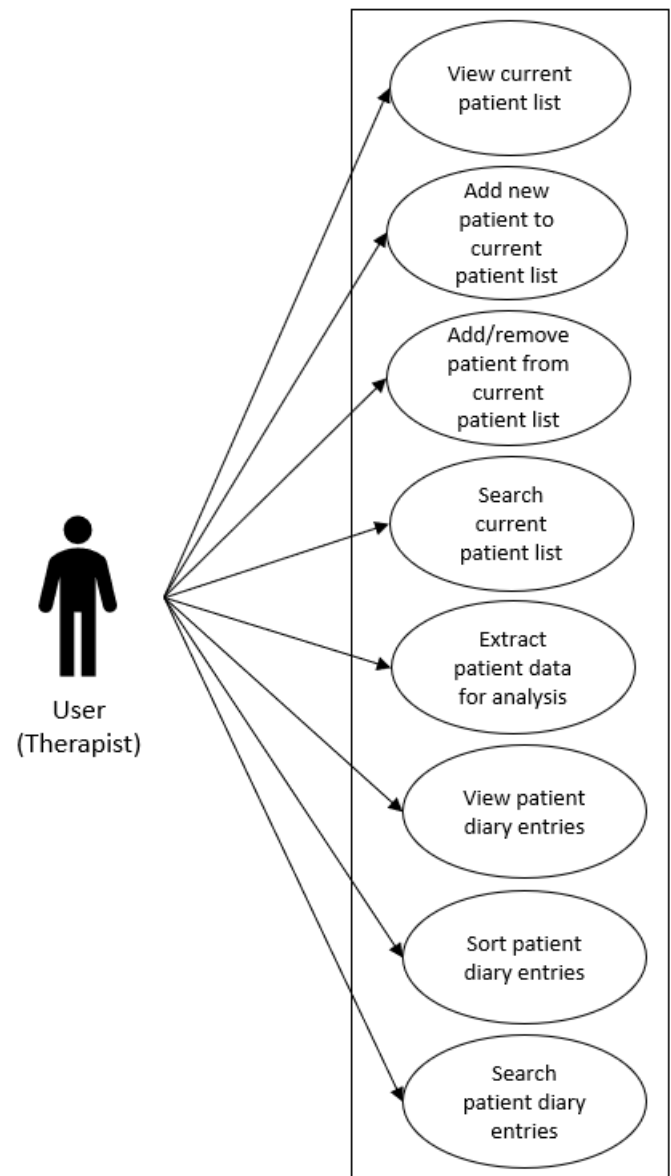 View current
patient list
Add new
patient to
current
patient list
Add/remove
patient from
current
patient list
Search
current
patient list
Extract
patient data
for analysis
User
(Therapist)
View patient
diary entries
Sort patient
diary entries
Search
patient diary
entries